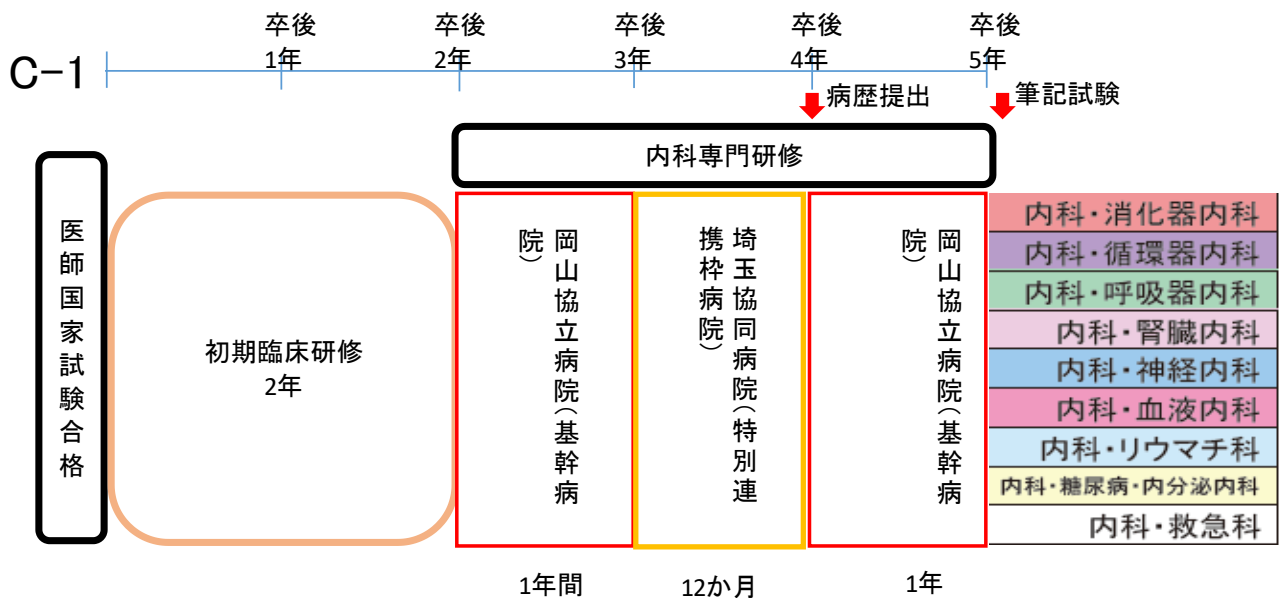 C-1
卒後
1年
卒後
2年
卒後
3年
卒後
4年
卒後
5年
病歴提出
筆記試験
内科専門研修
医師国家試験合格
初期臨床研修
2年
岡山協立病院(基幹病
院)
埼玉協同病院(特別連
携枠病院)
岡山協立病院(基幹病
院)
内科・消化器内科
内科・循環器内科
内科・呼吸器内科
内科・腎臓内科
内科・神経内科
内科・血液内科
内科・リウマチ科
内科・糖尿病・内分泌内科
内科・救急科
1年間
12か月
1年